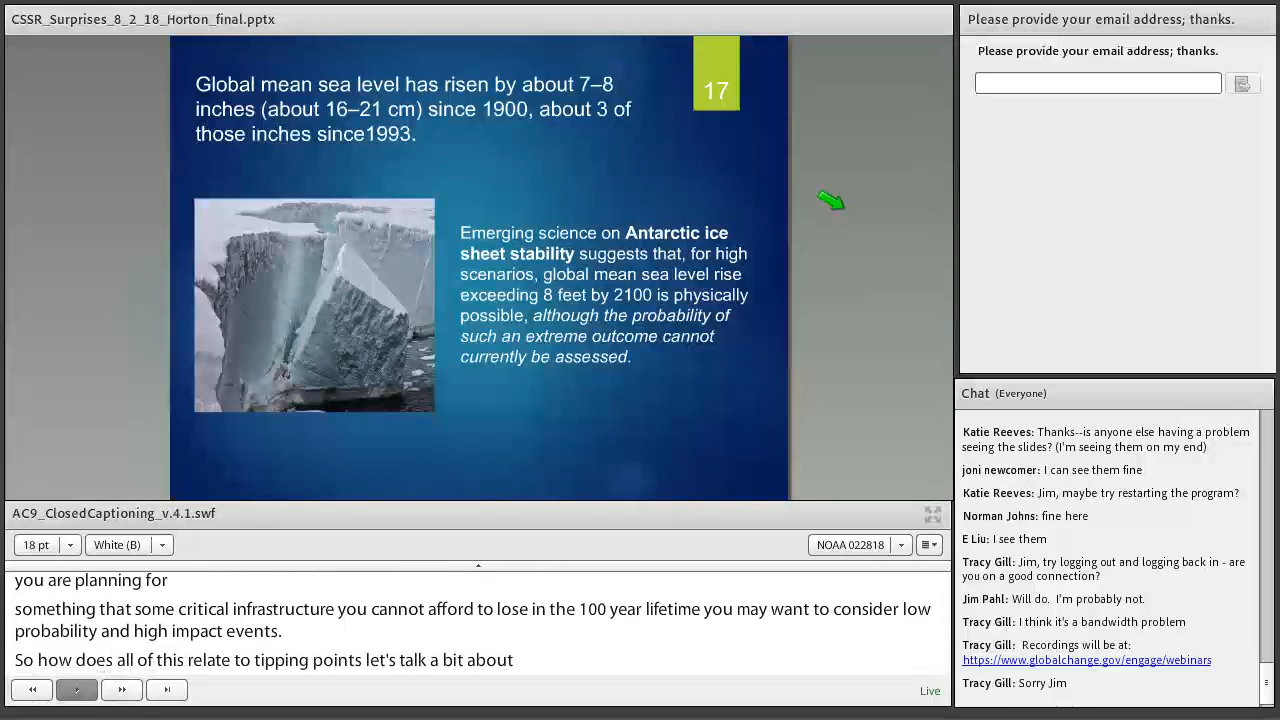 CSSR_Surprises_8_2_18_Horton_final.pptx
Global mean sea level has risen by about 7–8
inches (about 16–21 cm) since 1900, about 3 of
those inches since1993.
17
Emerging science on Antarctic ice
sheet stability suggests that, for high
scenarios, global mean sea level rise
exceeding 8 feet by 2100 is physically
possible, although the probability of
such an extreme outcome cannot
currently be assessed.
AC9_ClosedCaptioning_v.4.1.swf
18 pt
White (B)
NOAA 022818
you are planning for
something that some critical infrastructure you cannot afford to lose in the 100 year lifetime you may want to consider low
probability and high impact events.
So how does all of this relate to tipping points let's talk a bit about
Live
Please provide your email address; thanks.
Please provide your email address; thanks.
Chat (Everyone)
Katie Reeves: Thanks--is anyone else having a problem
seeing the slides? (I'm seeing them on my end)
joni newcomer: I can see them fine
Katie Reeves: Jim, maybe try restarting the program?
Norman Johns: fine here
E Liu: I see them
Tracy Gill: Jim, try logging out and logging back in - are
you on a good connection?
Jim Pahl: Will do. I'm probably not.
Tracy Gill: I think it's a bandwidth problem
Tracy Gill: Recordings will be at:
https://www.globalchange.gov/engage/webinars
Tracy Gill: Sorry Jim